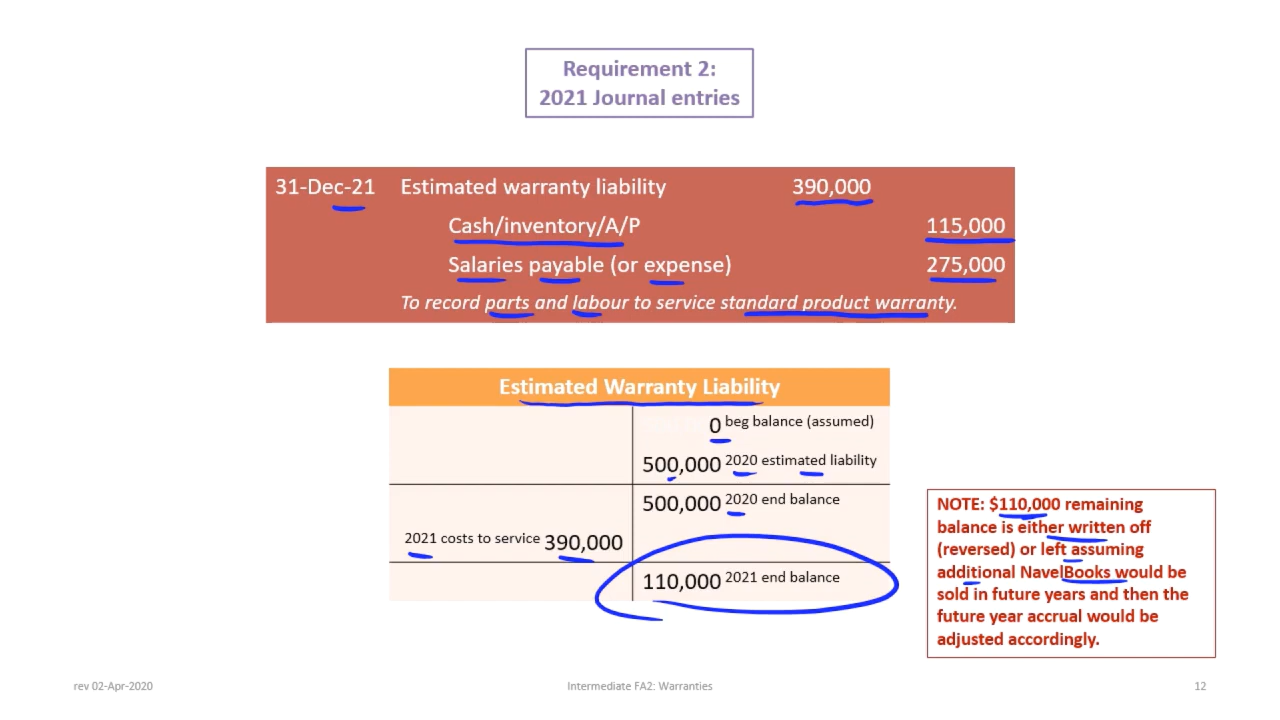 Requirement 2:
2021 Journal entries
31-Dec-21 Estimated warranty liability 390,000
Cash/inventory/A/P 115,000
Salaries payable (or expense) 275,000
To record parts and labour to service standard product warranty.
Estimated Warranty Liability
0 beg balance (assumed)
500,000 2020 estimated liability
500,000 2020 end balance
2021 costs to service 390,000
110,000 2021 end balance
NOTE: $110,000 remaining
balance is either written off
(reversed) or left assuming
additional NavelBooks would be
sold in future years and then the
future year accrual would be
adjusted accordingly.
rev 02-Apr-2020 Intermediate FA2: Warranties 12